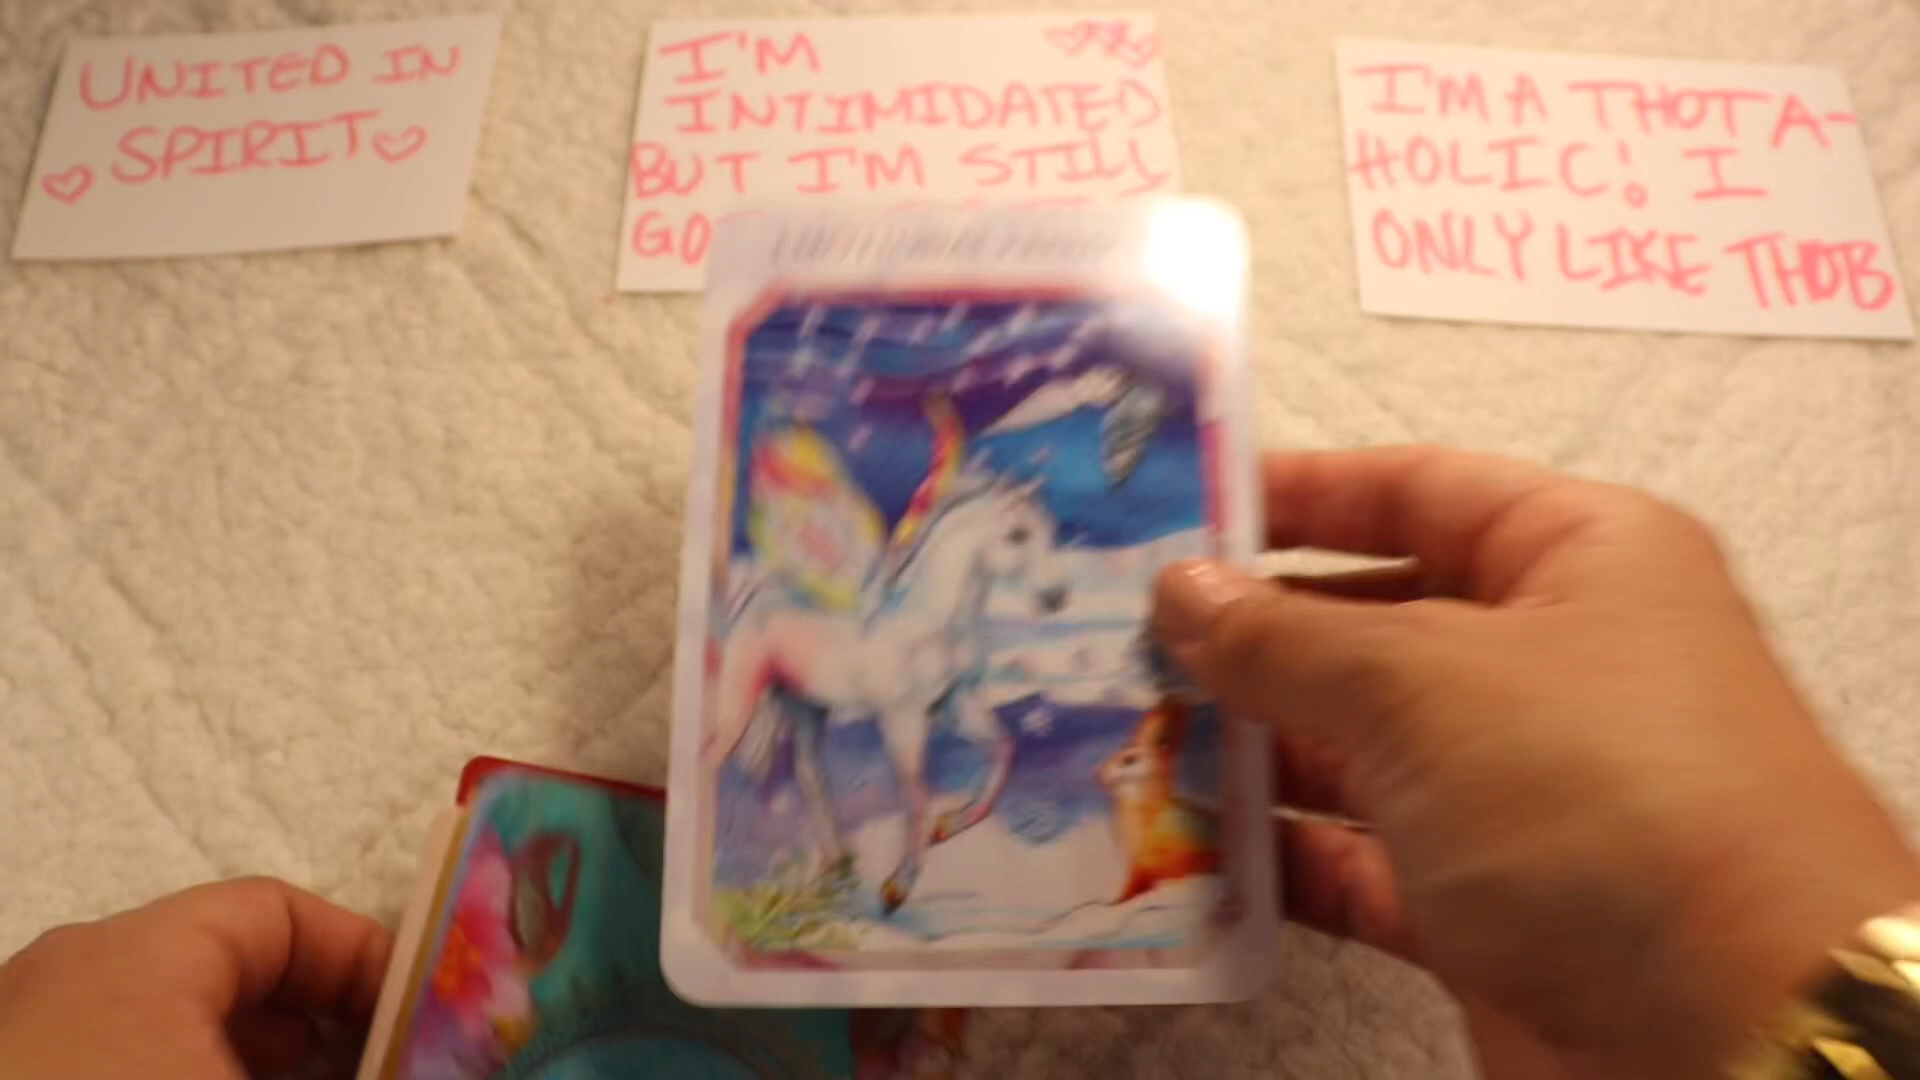 UNITED IN
SPIRIT
I'M
INTIMIDATED
BUT I'M STILL
GO
I'M A THOT A-
HOLIC! I
ONLY LIKE THOTS